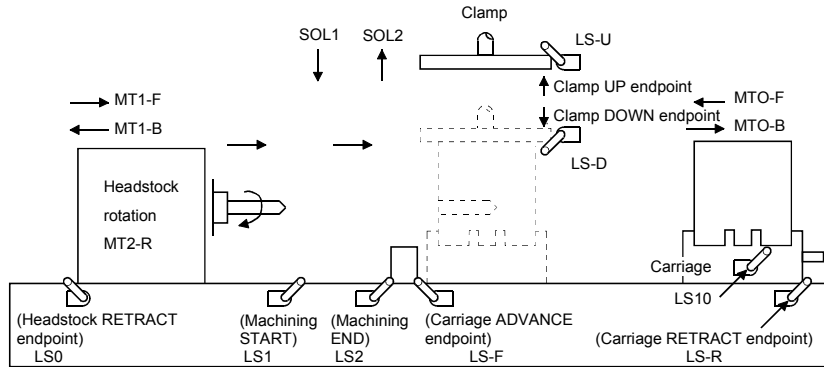 Clamp
SOL1 SOL2
LS-U
Clamp UP endpoint
Clamp DOWN endpoint
MT1-F
MT1-B
MTO-F
MTO-B
LS-D
Headstock
rotation
MT2-R
Carriage
LS10
(Headstock RETRACT
endpoint)
LS0
(Machining
START)
LS1
(Machining
END)
LS2
(Carriage ADVANCE
endpoint)
LS-F
(Carriage RETRACT endpoint)
LS-R